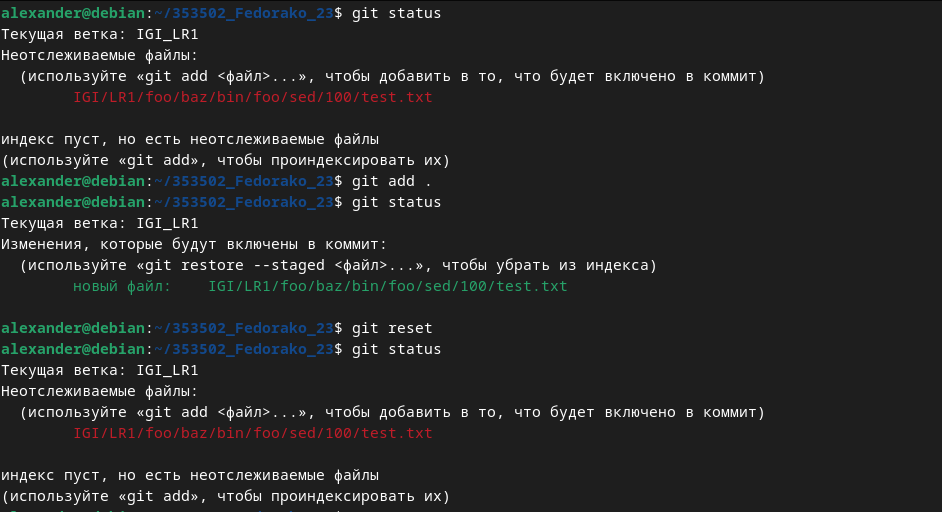 alexander@debian:~/353502_Fedorako_23$ git status
Текущая ветка: IGI_LR1
Неотслеживаемые файлы:
  (используйте «git add <файл>...», чтобы добавить в то, что будет включено в коммит)
        IGI/LR1/foo/baz/bin/foo/sed/100/test.txt

индекс пуст, но есть неотслеживаемые файлы
(используйте «git add», чтобы проиндексировать их)
alexander@debian:~/353502_Fedorako_23$ git add .
alexander@debian:~/353502_Fedorako_23$ git status
Текущая ветка: IGI_LR1
Изменения, которые будут включены в коммит:
  (используйте «git restore --staged <файл>...», чтобы убрать из индекса)
        новый файл:    IGI/LR1/foo/baz/bin/foo/sed/100/test.txt

alexander@debian:~/353502_Fedorako_23$ git reset
alexander@debian:~/353502_Fedorako_23$ git status
Текущая ветка: IGI_LR1
Неотслеживаемые файлы:
  (используйте «git add <файл>...», чтобы добавить в то, что будет включено в коммит)
        IGI/LR1/foo/baz/bin/foo/sed/100/test.txt

индекс пуст, но есть неотслеживаемые файлы
(используйте «git add», чтобы проиндексировать их)